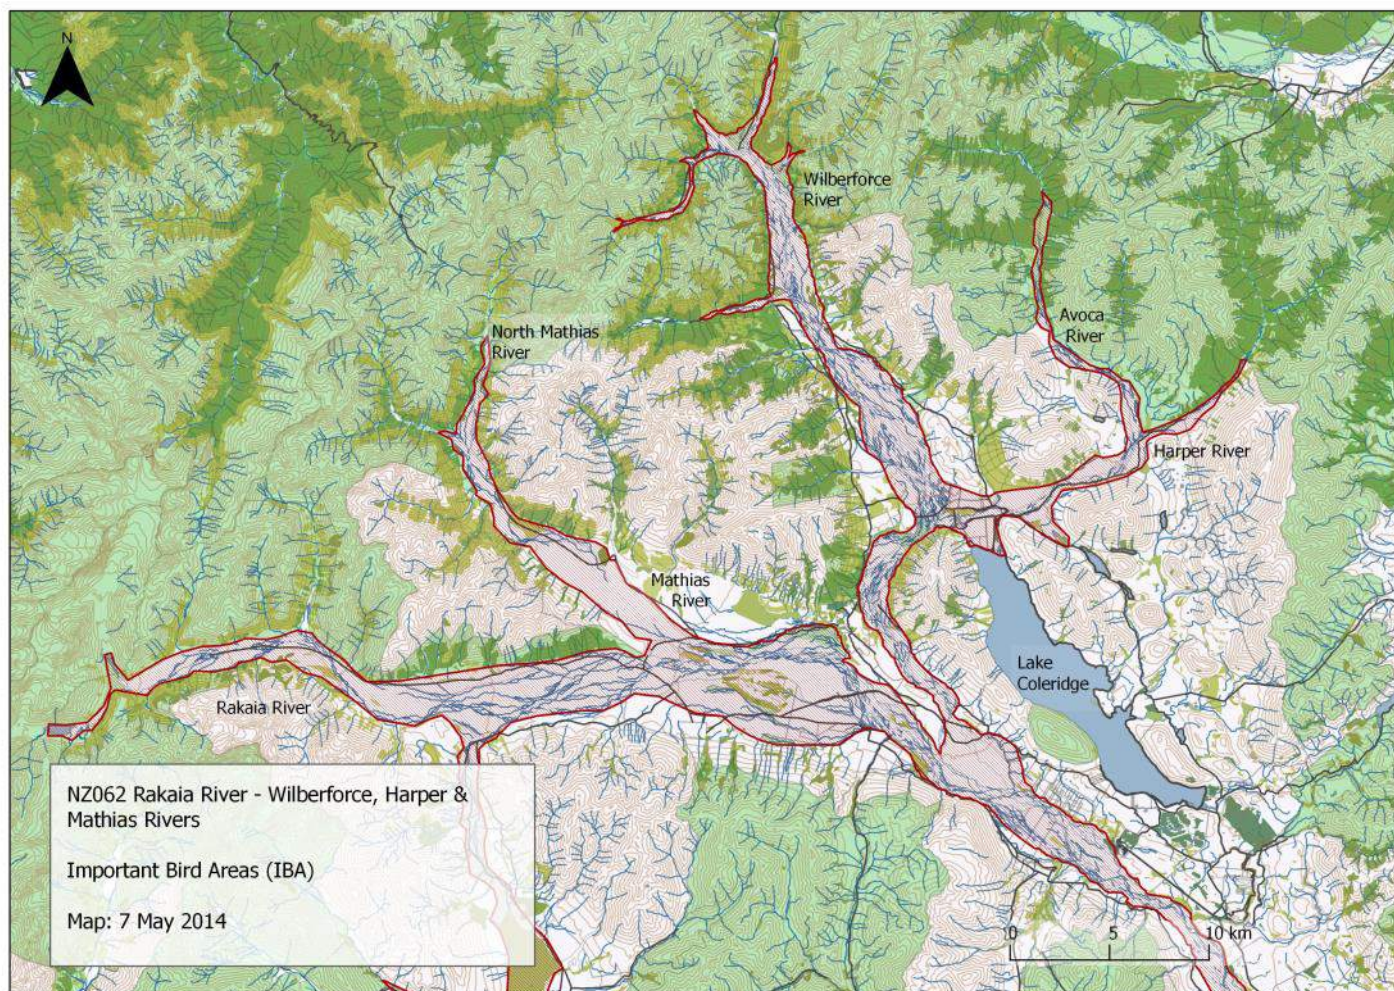 N
Wilberforce
River
North Mathias
River
Avoca
River
Harper River
Mathias
River
Lake
Coleridge
Rakaia River
NZ062 Rakaia River - Wilberforce, Harper &
Mathias Rivers
Important Bird Areas (IBA)
Map: 7 May 2014
0 5 10 km